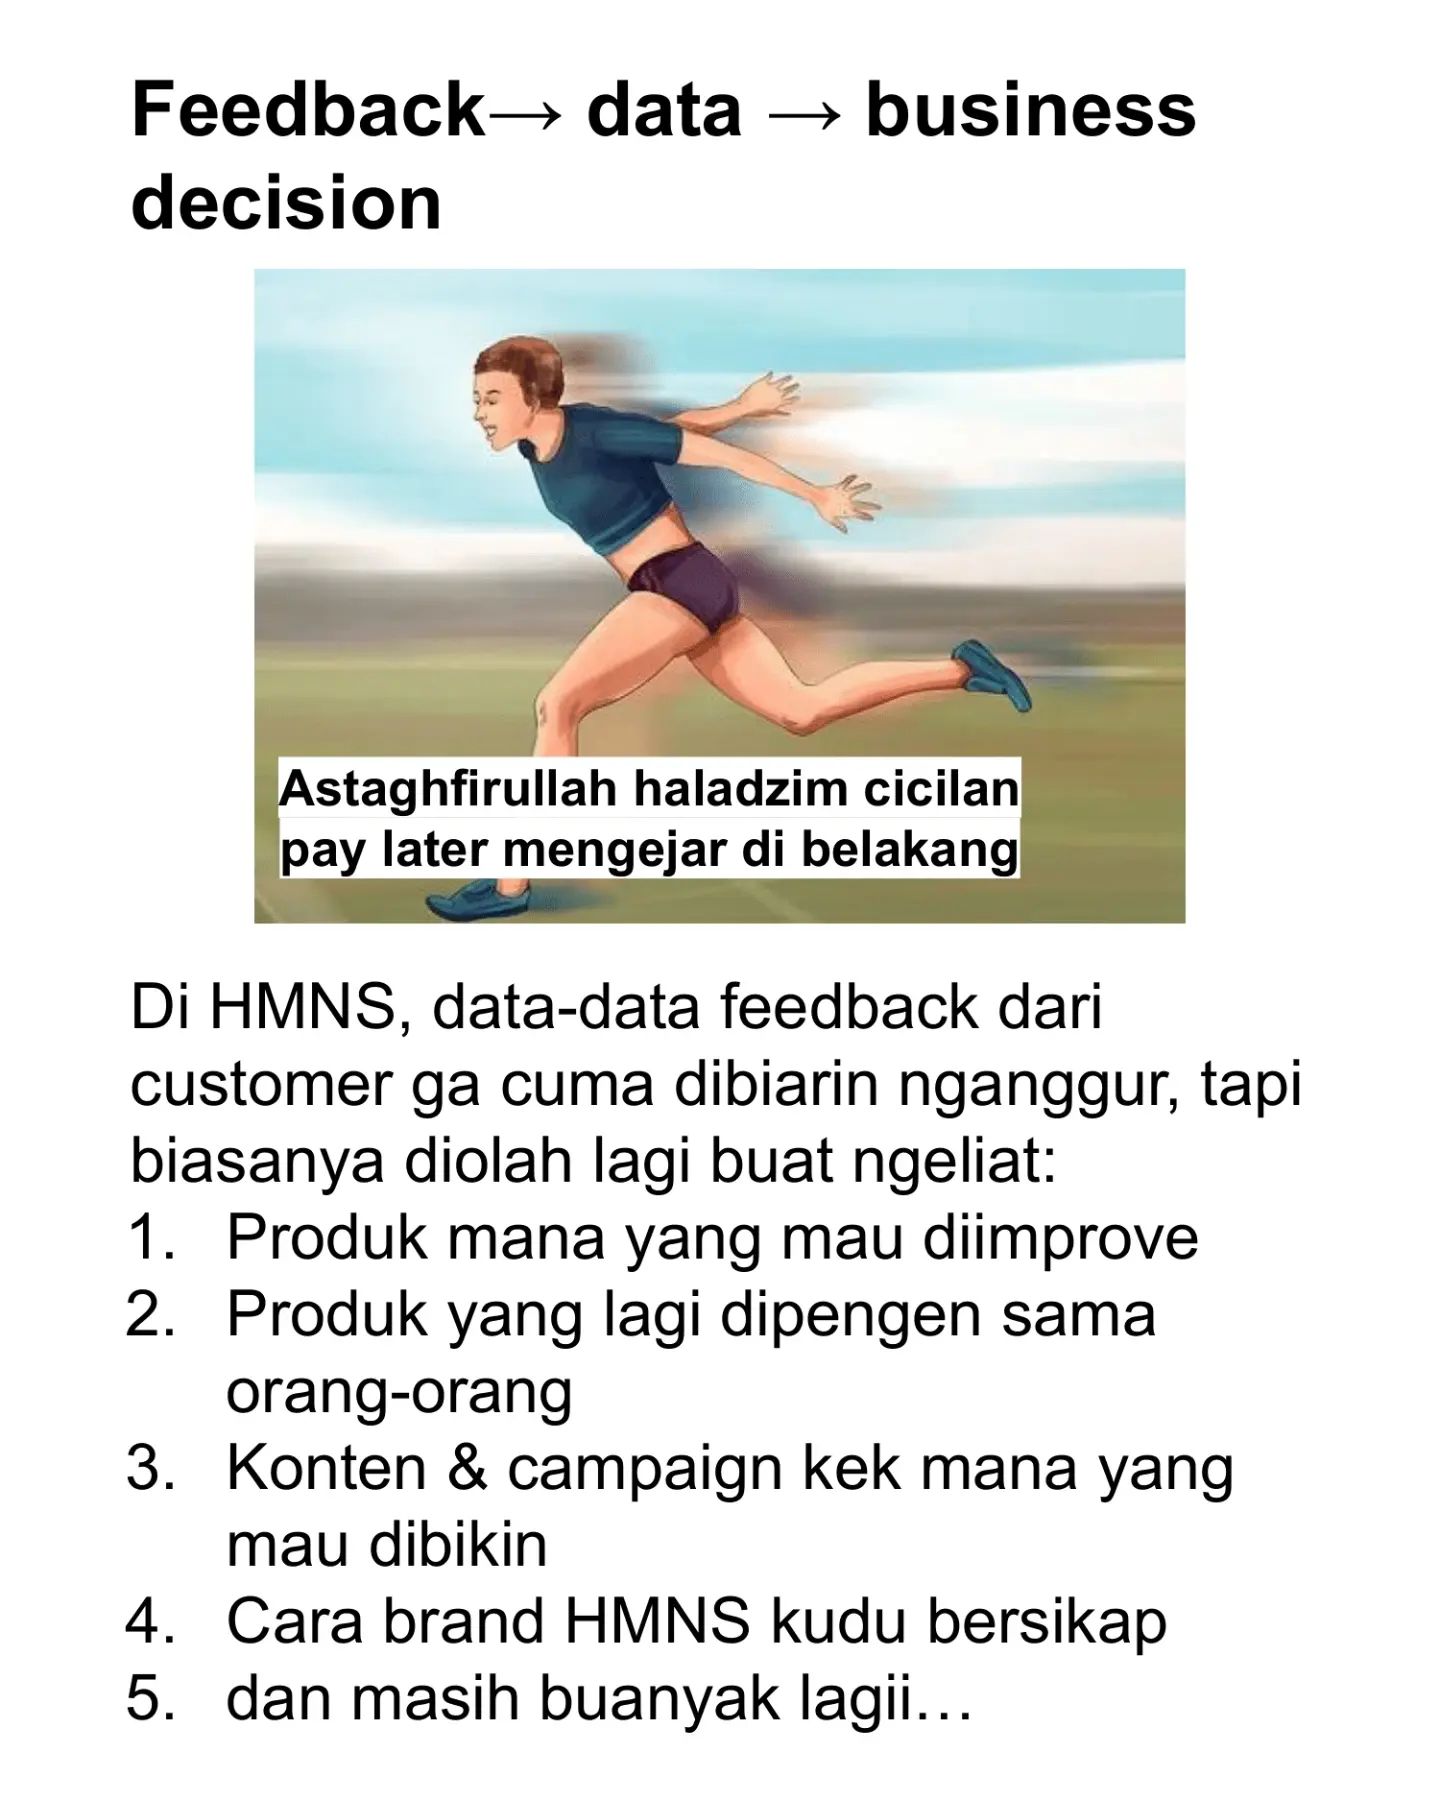 Feedback→ data → business
decision
Astaghfirullah haladzim cicilan
pay later mengejar di belakang
Di HMNS, data-data feedback dari
customer ga cuma dibiarin nganggur, tapi
biasanya diolah lagi buat ngeliat:
1. Produk mana yang mau diimprove
2. Produk yang lagi dipengen sama
orang-orang
3. Konten & campaign kek mana yang
mau dibikin
4. Cara brand HMNS kudu bersikap
5. dan masih buanyak lagii...